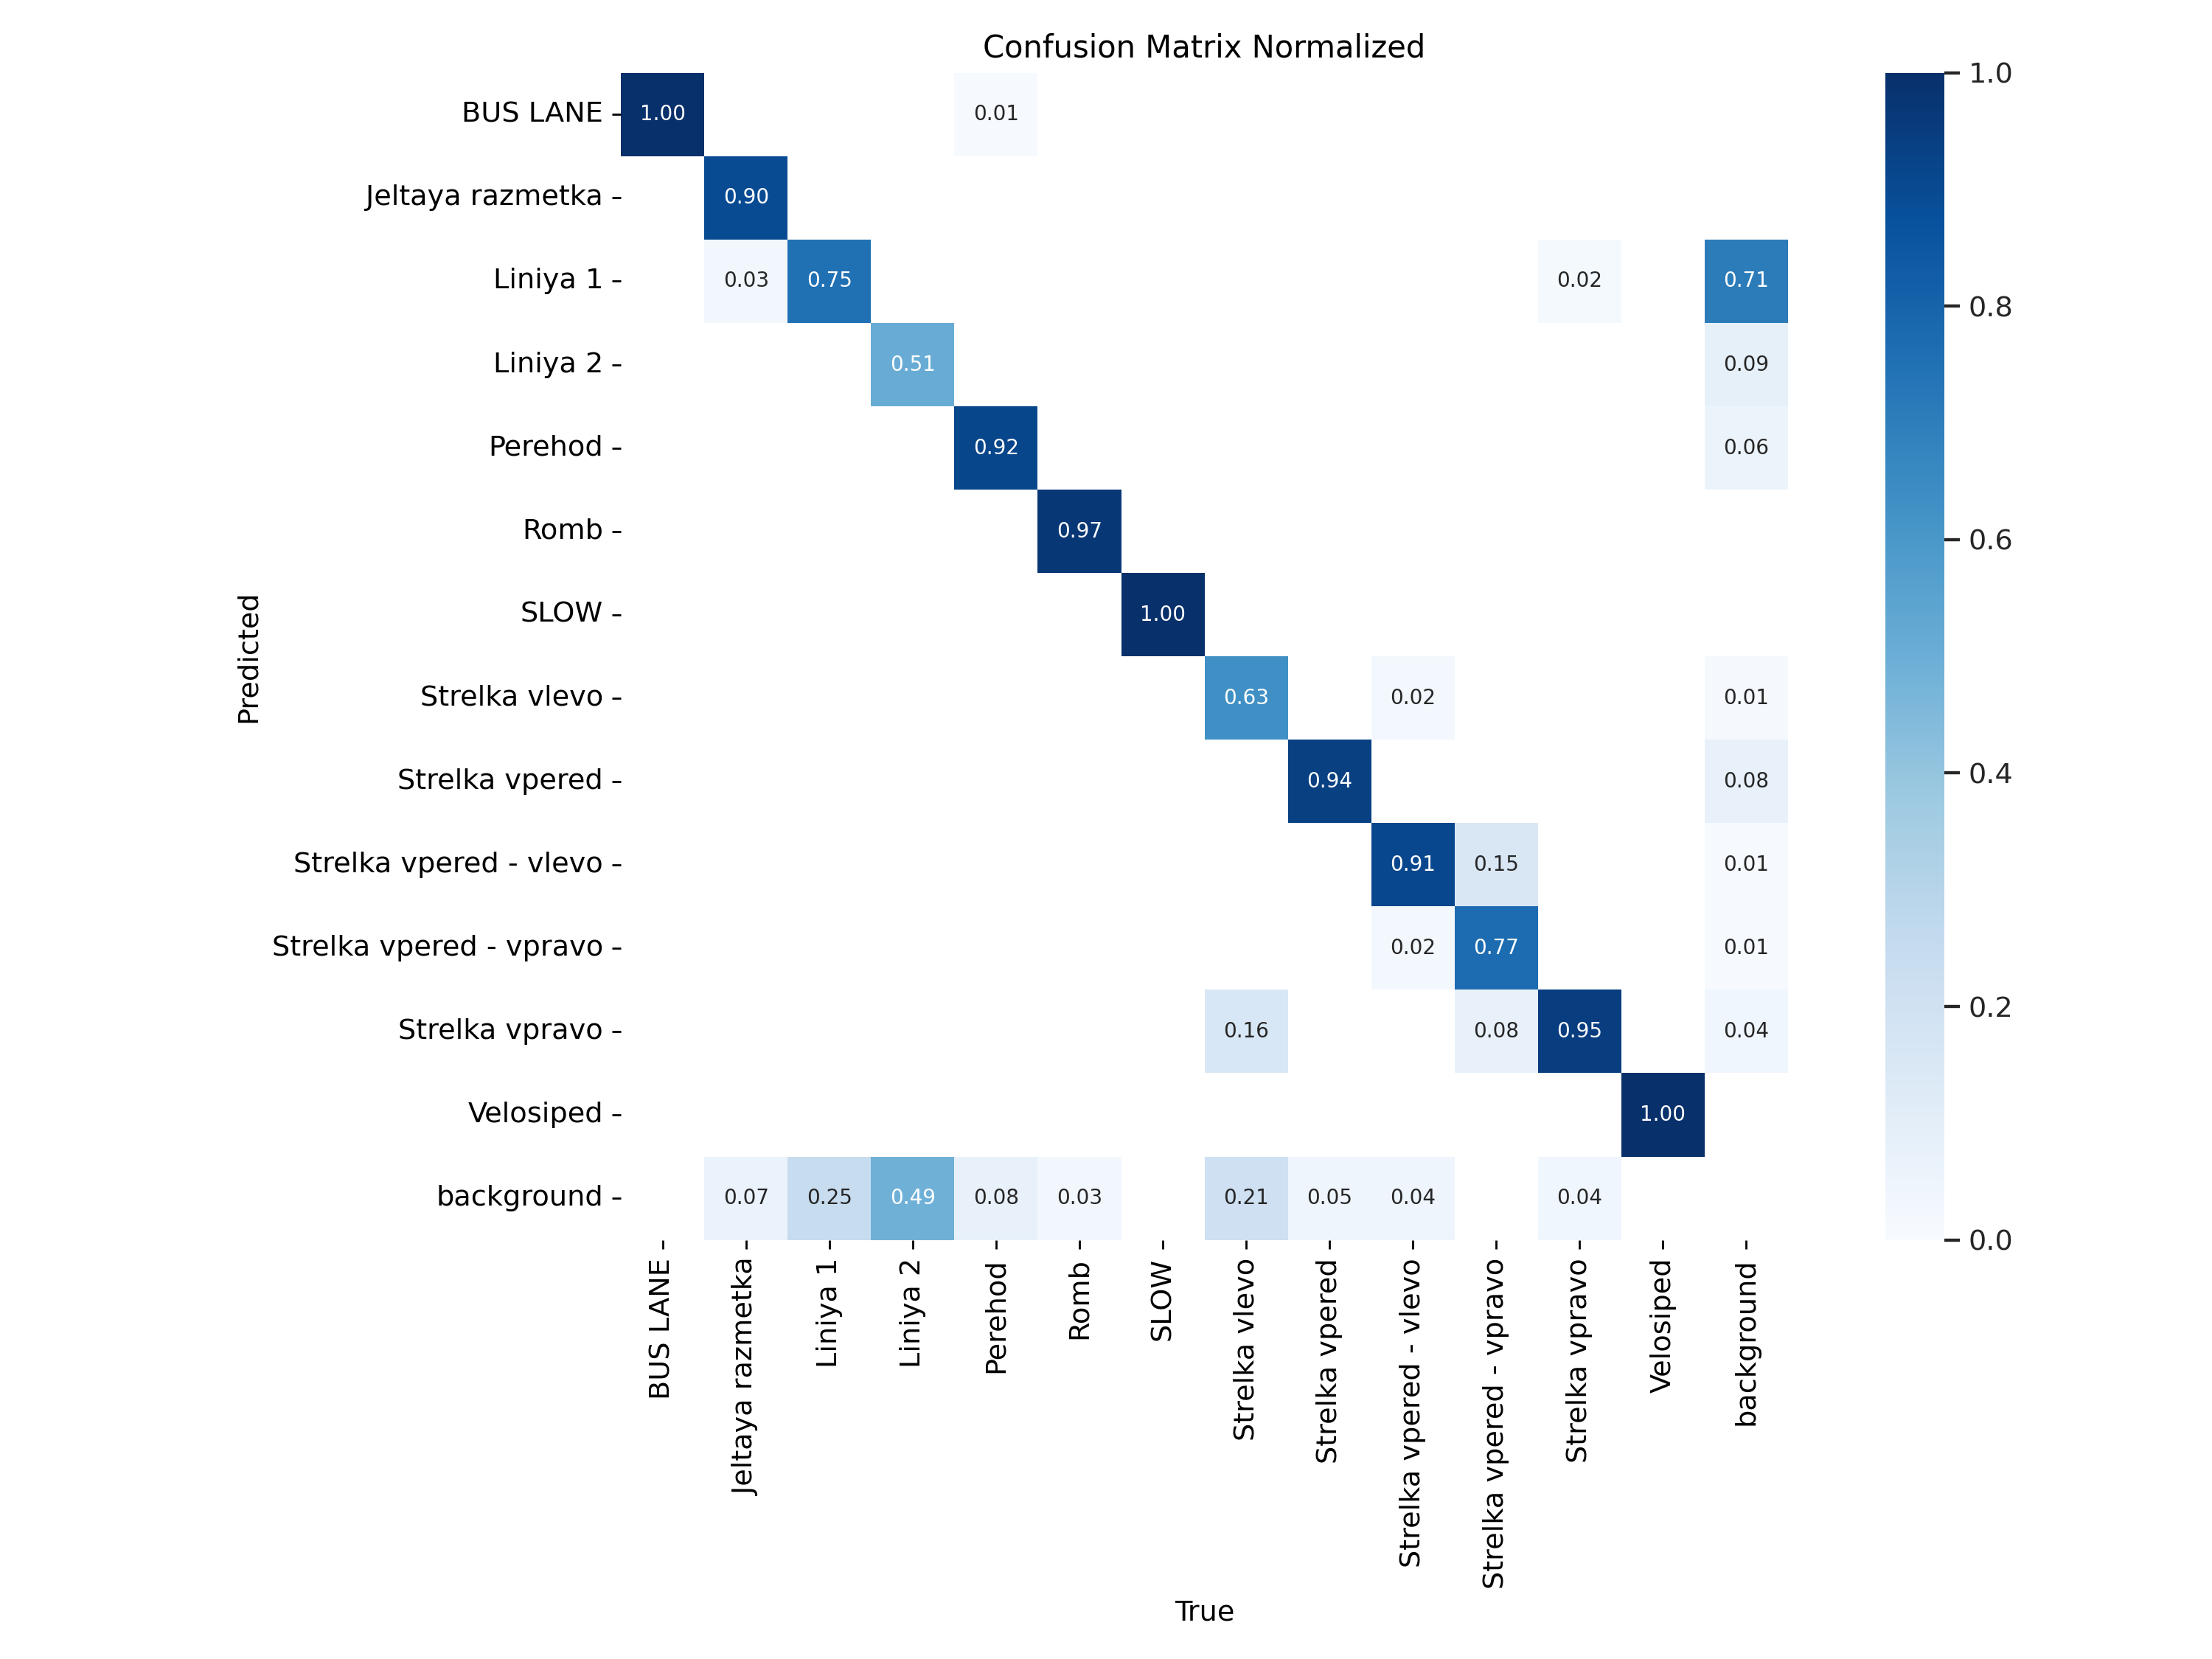 Confusion Matrix Normalized
BUS LANE 1.00 0.01
Jeltaya razmetka 0.90
Liniya 1 0.03 0.75 0.02 0.71
Liniya 2 0.51 0.09
Perehod 0.92 0.06
Romb 0.97
SLOW 1.00
Strelka vlevo 0.63 0.02 0.01
Strelka vpered 0.94 0.08
Strelka vpered - vlevo 0.91 0.15 0.01
Strelka vpered - vpravo 0.02 0.77 0.01
Strelka vpravo 0.16 0.08 0.95 0.04
Velosiped 1.00
background 0.07 0.25 0.49 0.08 0.03 0.21 0.05 0.04 0.04
Predicted
BUS LANE
Jeltaya razmetka
Liniya 1
Liniya 2
Perehod
Romb
SLOW
Strelka vlevo
Strelka vpered
Strelka vpered - vlevo
Strelka vpered - vpravo
Strelka vpravo
Velosiped
background
True
1.0
0.8
0.6
0.4
0.2
0.0